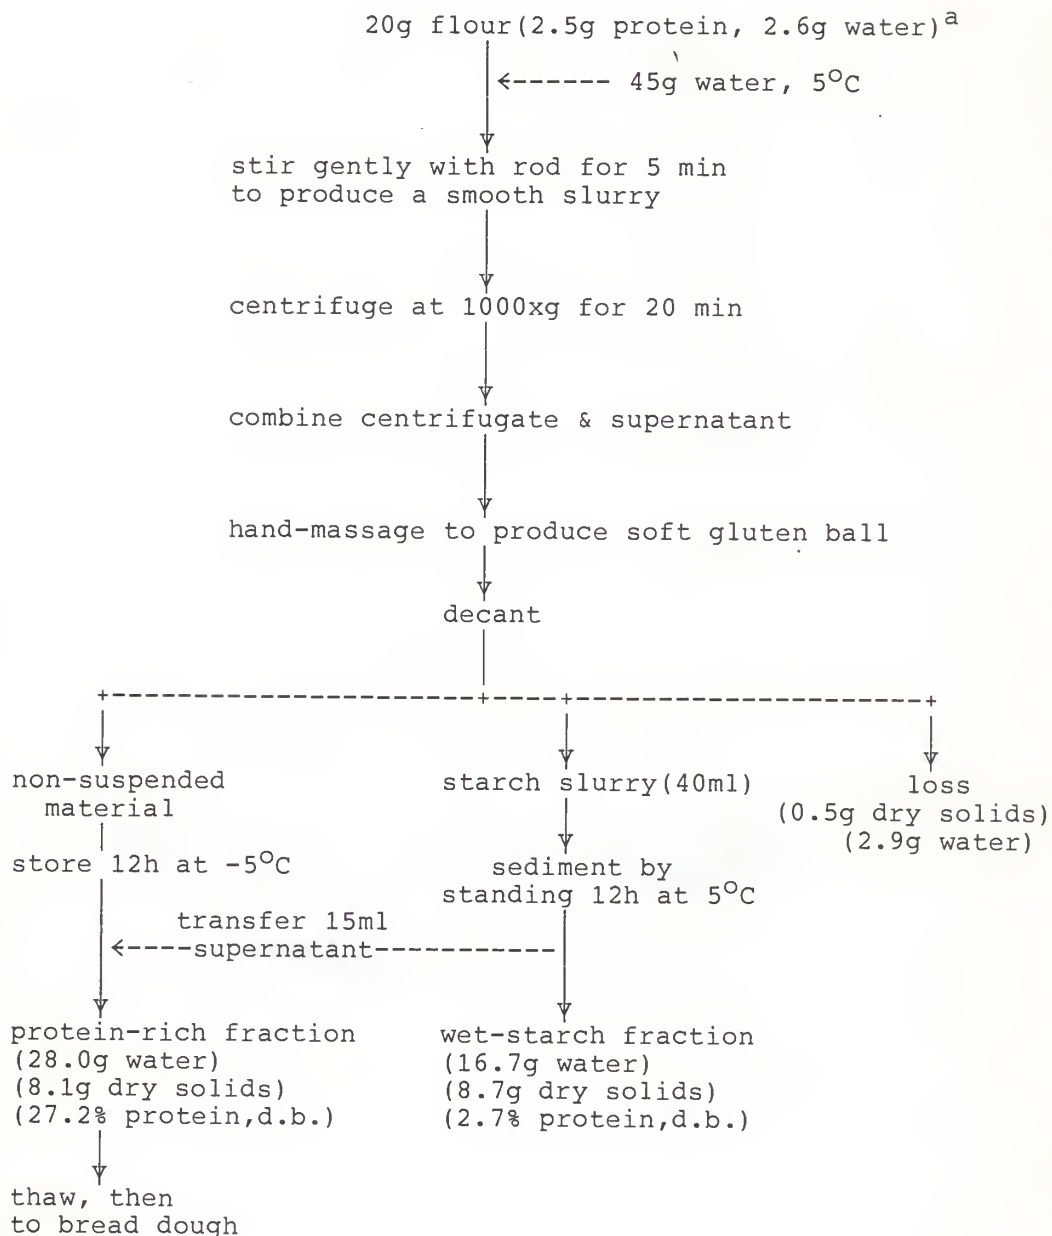 20g flour(2.5g protein, 2.6g water)a
45g water, 5°C
stir gently with rod for 5 min
to produce a smooth slurry
centrifuge at 1000xg for 20 min
combine centrifugate & supernatant
hand-massage to produce soft gluten ball
decant
non-suspended
material
store 12h at -5°C
starch slurry(40ml)
sediment by
standing 12h at 5°C
loss
(0.5g dry solids)
(2.9g water)
transfer 15ml
supernatant
protein-rich fraction
(28.0g water)
(8.1g dry solids)
(27.2% protein,d.b.)
thaw, then
to bread dough
wet-starch fraction
(16.7g water)
(8.7g dry solids)
(2.7% protein,d.b.)